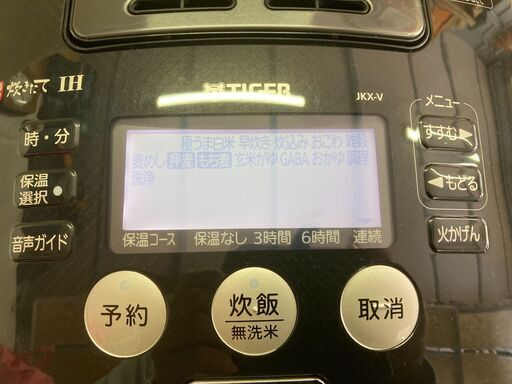 炊きたて IH
TIGER
JKX-V
メニュー
時・分
すすむ
極うま白米 早炊き 炊込み おこわ 雑穀
麦めし 押麦 もち麦 玄米 がゆ GABA おかゆ 調理
洗浄
保温
選択
もどる
音声ガイド
火かげん
保温コース 保温なし 3時間 6時間 連続
予約
炊飯
無洗米
取消